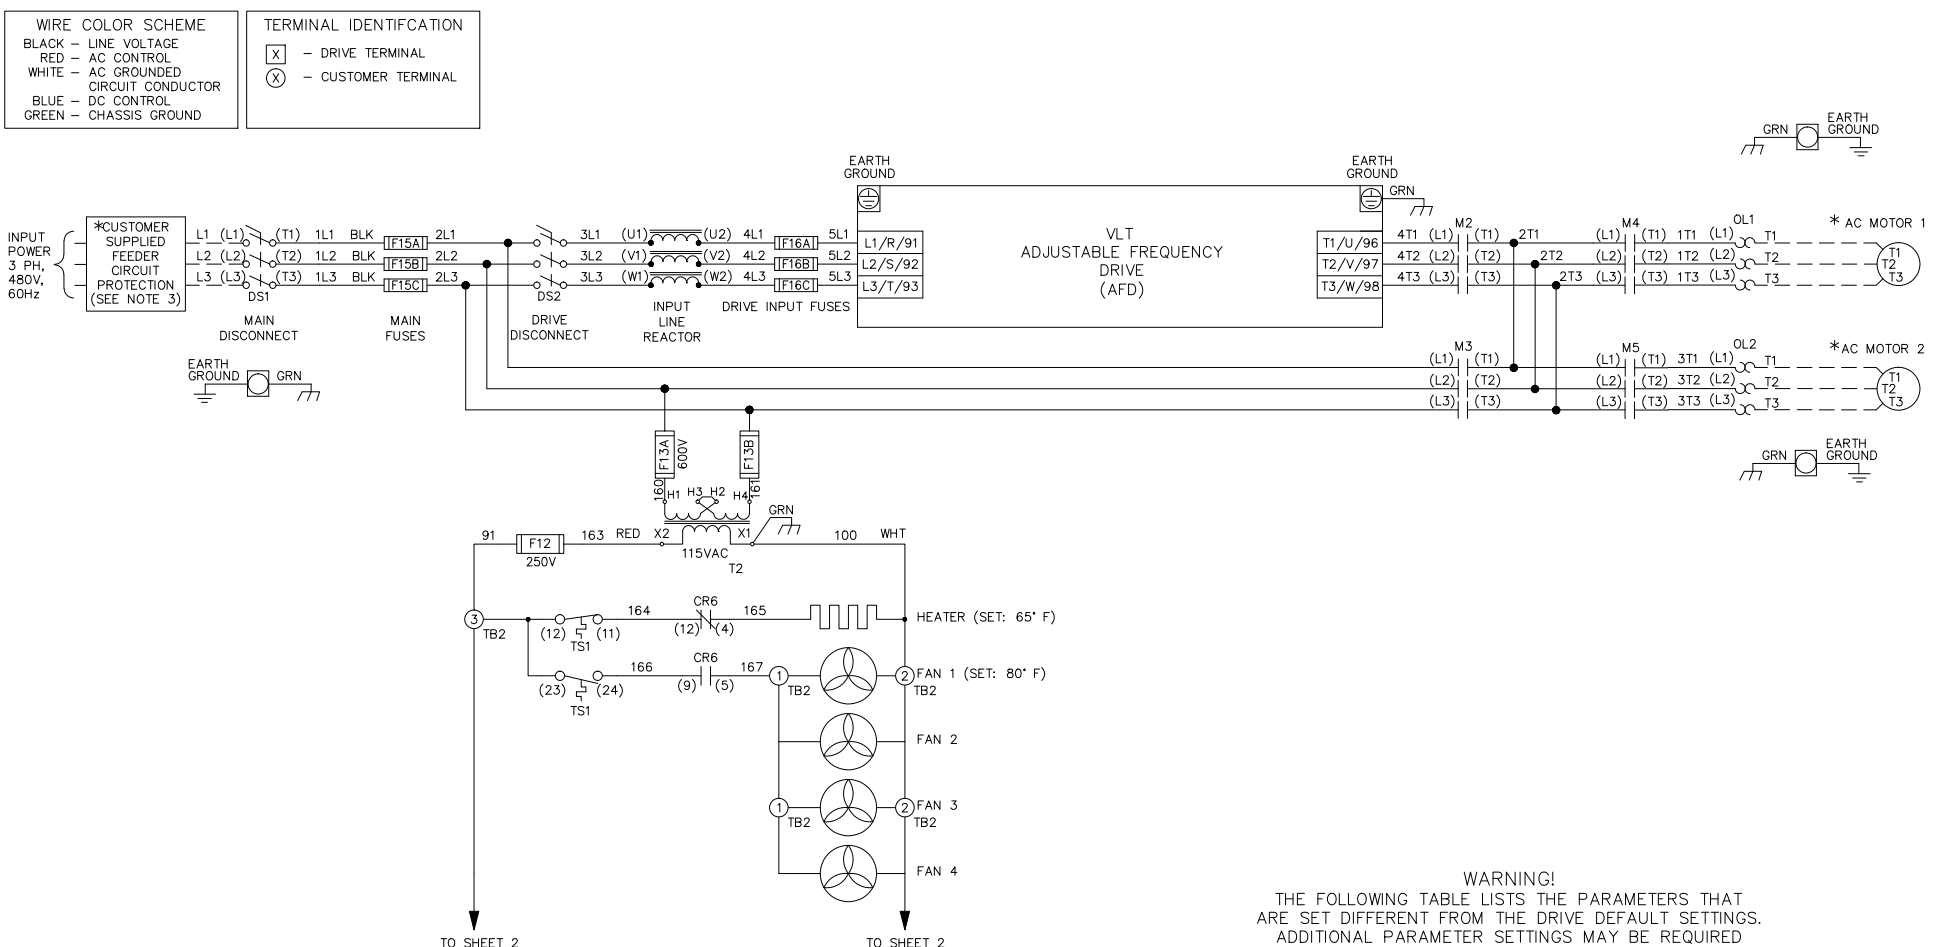 WIRE COLOR SCHEME
BLACK – LINE VOLTAGE
RED – AC CONTROL
WHITE – AC GROUNDED
CIRCUIT CONDUCTOR
BLUE – DC CONTROL
GREEN – CHASSIS GROUND
TERMINAL IDENTIFCATION
X – DRIVE TERMINAL
X – CUSTOMER TERMINAL
GRN
EARTH
GROUND
INPUT
POWER
3 PH,
480V,
60Hz
*CUSTOMER
SUPPLIED
FEEDER
CIRCUIT
PROTECTION
(SEE NOTE 3)
L1 (L1) (T1) 1L1 BLK F15A 2L1
L2 (L2) (T2) 1L2 BLK F15B 2L2
L3 (L3) (T3) 1L3 BLK F15C 2L3
DS1
MAIN
DISCONNECT
MAIN
FUSES
EARTH
GROUND
GRN
3L1 (U1) (U2) 4L1 F16A 5L1
3L2 (V1) (V2) 4L2 F16B 5L2
3L3 (W1) (W2) 4L3 F16C 5L3
DS2
DRIVE
DISCONNECT
INPUT
LINE
REACTOR
DRIVE INPUT FUSES
EARTH
GROUND
L1/R/91
L2/S/92
L3/T/93
VLT
ADJUSTABLE FREQUENCY
DRIVE
(AFD)
EARTH
GROUND
GRN
T1/U/96
T2/V/97
T3/W/98
M2
4T1 (L1) (T1) 2T1
4T2 (L2) (T2) 2T2
4T3 (L3) (T3) 2T3
M4
(L1) (T1) 1T1 (L1) T1
(L2) (T2) 1T2 (L2) T2
(L3) (T3) 1T3 (L3) T3
OL1
* AC MOTOR 1
T1
T2
T3
M3
(L1) (T1)
(L2) (T2)
(L3) (T3)
M5
(L1) (T1) 3T1 (L1) T1
(L2) (T2) 3T2 (L2) T2
(L3) (T3) 3T3 (L3) T3
OL2
*AC MOTOR 2
T1
T2
T3
GRN
EARTH
GROUND
F13A
600V
F13B
160
161
H1 H3 H2 H4
GRN
91 F12 163 RED X2 X1 100 WHT
250V
115VAC
T2
3
TB2
(12) (11)
TS1
164
CR6
(12) (4)
165
HEATER (SET: 65° F)
(23) (24)
TS1
166
CR6
(9) (5)
167
1
TB2
2
TB2
FAN 1 (SET: 80° F)
FAN 2
1
TB2
2
TB2
FAN 3
FAN 4
TO SHEET 2
TO SHEET 2
WARNING!
THE FOLLOWING TABLE LISTS THE PARAMETERS THAT
ARE SET DIFFERENT FROM THE DRIVE DEFAULT SETTINGS.
ADDITIONAL PARAMETER SETTINGS MAY BE REQUIRED